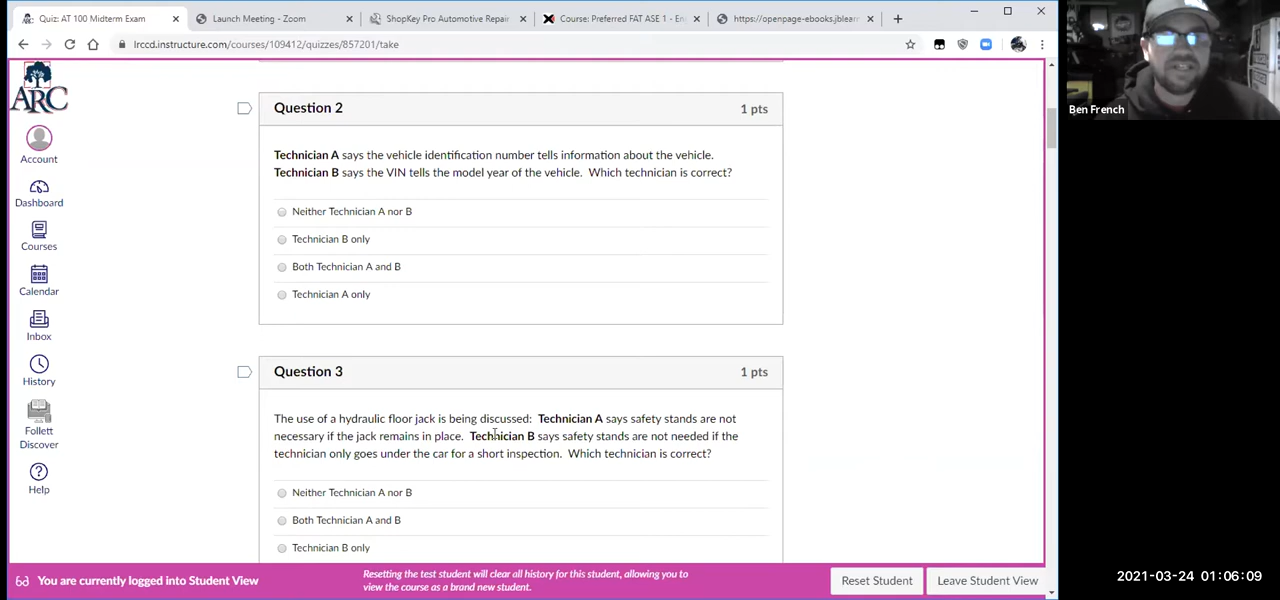 Quiz: AT 100 Midterm Exam
Launch Meeting - Zoom
ShopKey Pro Automotive Repair
Course: Preferred FAT ASE 1 - En
https://openpage-ebooks.jblear
lrccd.instructure.com/courses/109412/quizzes/857201/take
ARC
Account
Dashboard
Courses
Calendar
Inbox
History
Follett
Discover
Help
Question 2
1 pts
Technician A says the vehicle identification number tells information about the vehicle.
Technician B says the VIN tells the model year of the vehicle. Which technician is correct?
Neither Technician A nor B
Technician B only
Both Technician A and B
Technician A only
Question 3
1 pts
The use of a hydraulic floor jack is being discussed: Technician A says safety stands are not
necessary if the jack remains in place. Technician B says safety stands are not needed if the
technician only goes under the car for a short inspection. Which technician is correct?
Neither Technician A nor B
Both Technician A and B
Technician B only
You are currently logged into Student View
Resetting the test student will clear all history for this student, allowing you to
view the course as a brand new student.
Reset Student
Leave Student View
Ben French
2021-03-24 01:06:09